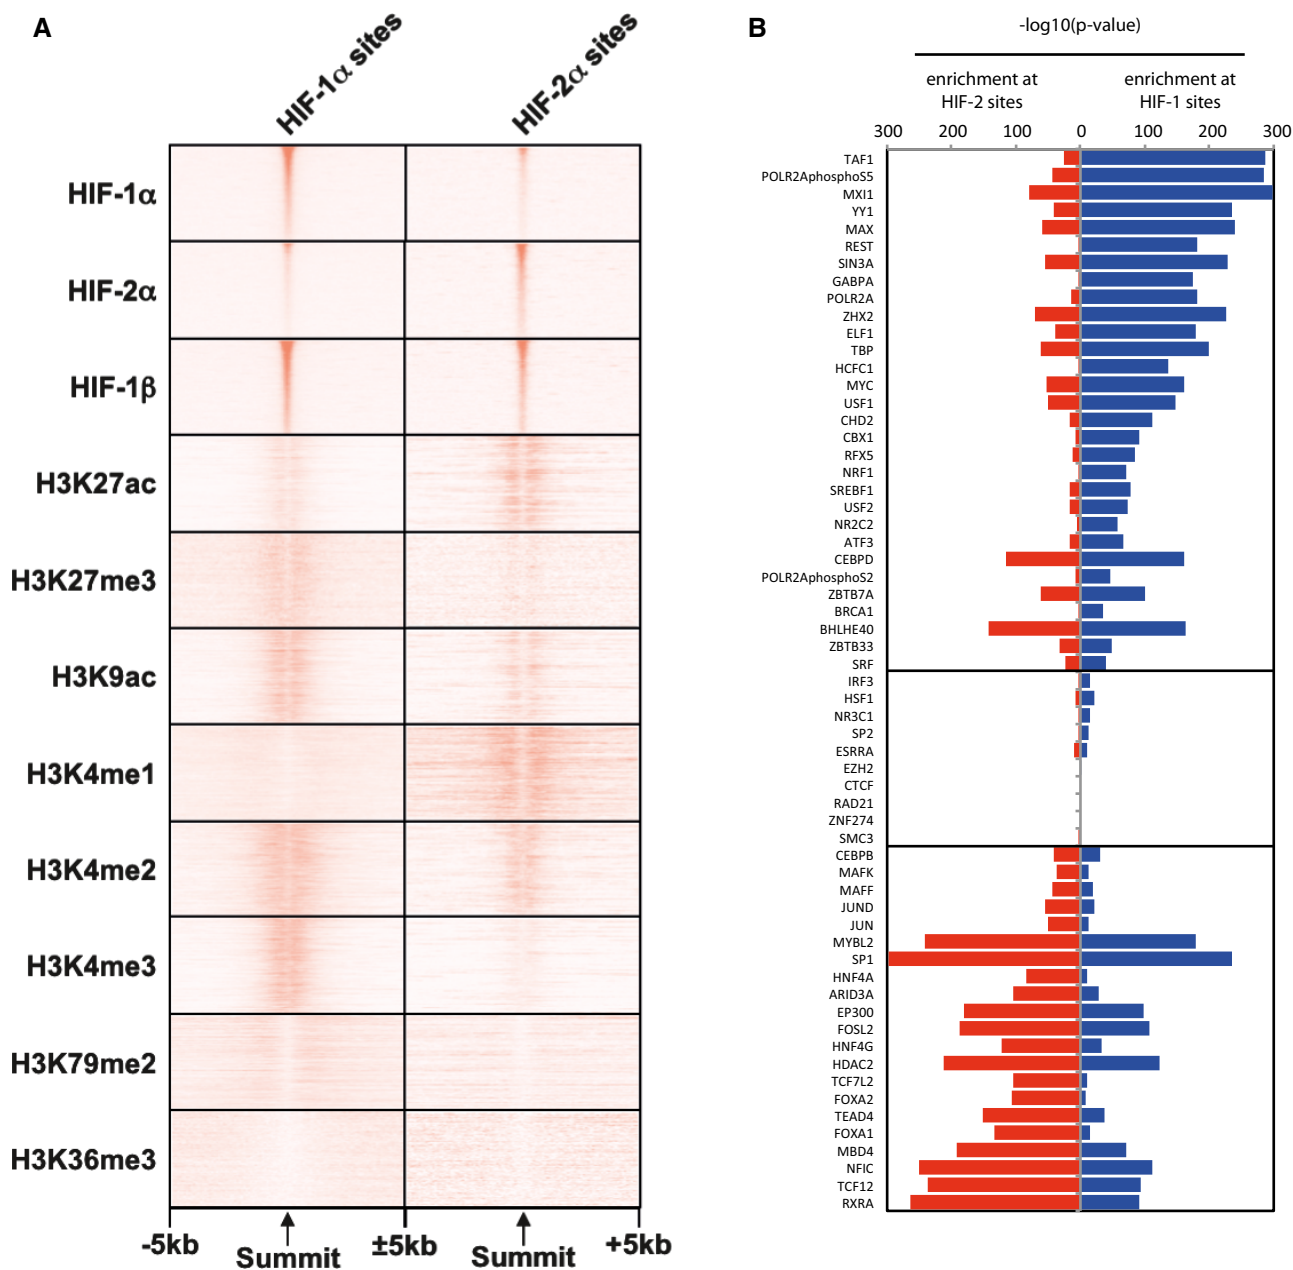 A
HIF-1α sites
HIF-2α sites
HIF-1α
HIF-2α
HIF-1β
H3K27ac
H3K27me3
H3K9ac
H3K4me1
H3K4me2
H3K4me3
H3K79me2
H3K36me3
-5kb
Summit
±5kb
Summit
+5kb
B
-log10(p-value)
enrichment at
HIF-2 sites
enrichment at
HIF-1 sites
300 200 100 0 100 200 300
TAF1
POLR2AphosphoS5
MXI1
YY1
MAX
REST
SIN3A
GABPA
POLR2A
ZHX2
ELF1
TBP
HCFC1
MYC
USF1
CHD2
CBX1
RFX5
NRF1
SREBF1
USF2
NR2C2
ATF3
CEBPD
POLR2AphosphoS2
ZBTB7A
BRCA1
BHLHE40
ZBTB33
SRF
IRF3
HSF1
NR3C1
SP2
ESRRA
EZH2
CTCF
RAD21
ZNF274
SMC3
CEBPB
MAFK
MAFF
JUND
JUN
MYBL2
SP1
HNF4A
ARID3A
EP300
FOSL2
HNF4G
HDAC2
TCF7L2
FOXA2
TEAD4
FOXA1
MBD4
NFIC
TCF12
RXRA